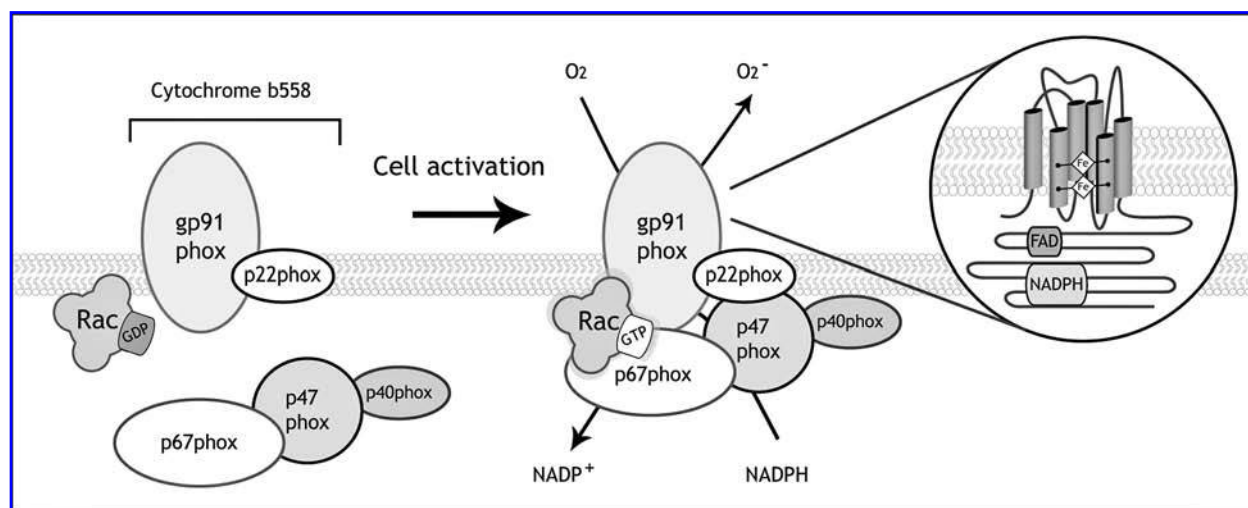 Cytochrome b558
gp91
phox
p22phox
Rac
GDP
p47
phox
p40phox
p67phox
Cell activation
O₂
O₂⁻
gp91
phox
p22phox
Rac
GTP
p47
phox
p40phox
p67phox
NADP⁺
NADPH
Fe
Fe
FAD
NADPH